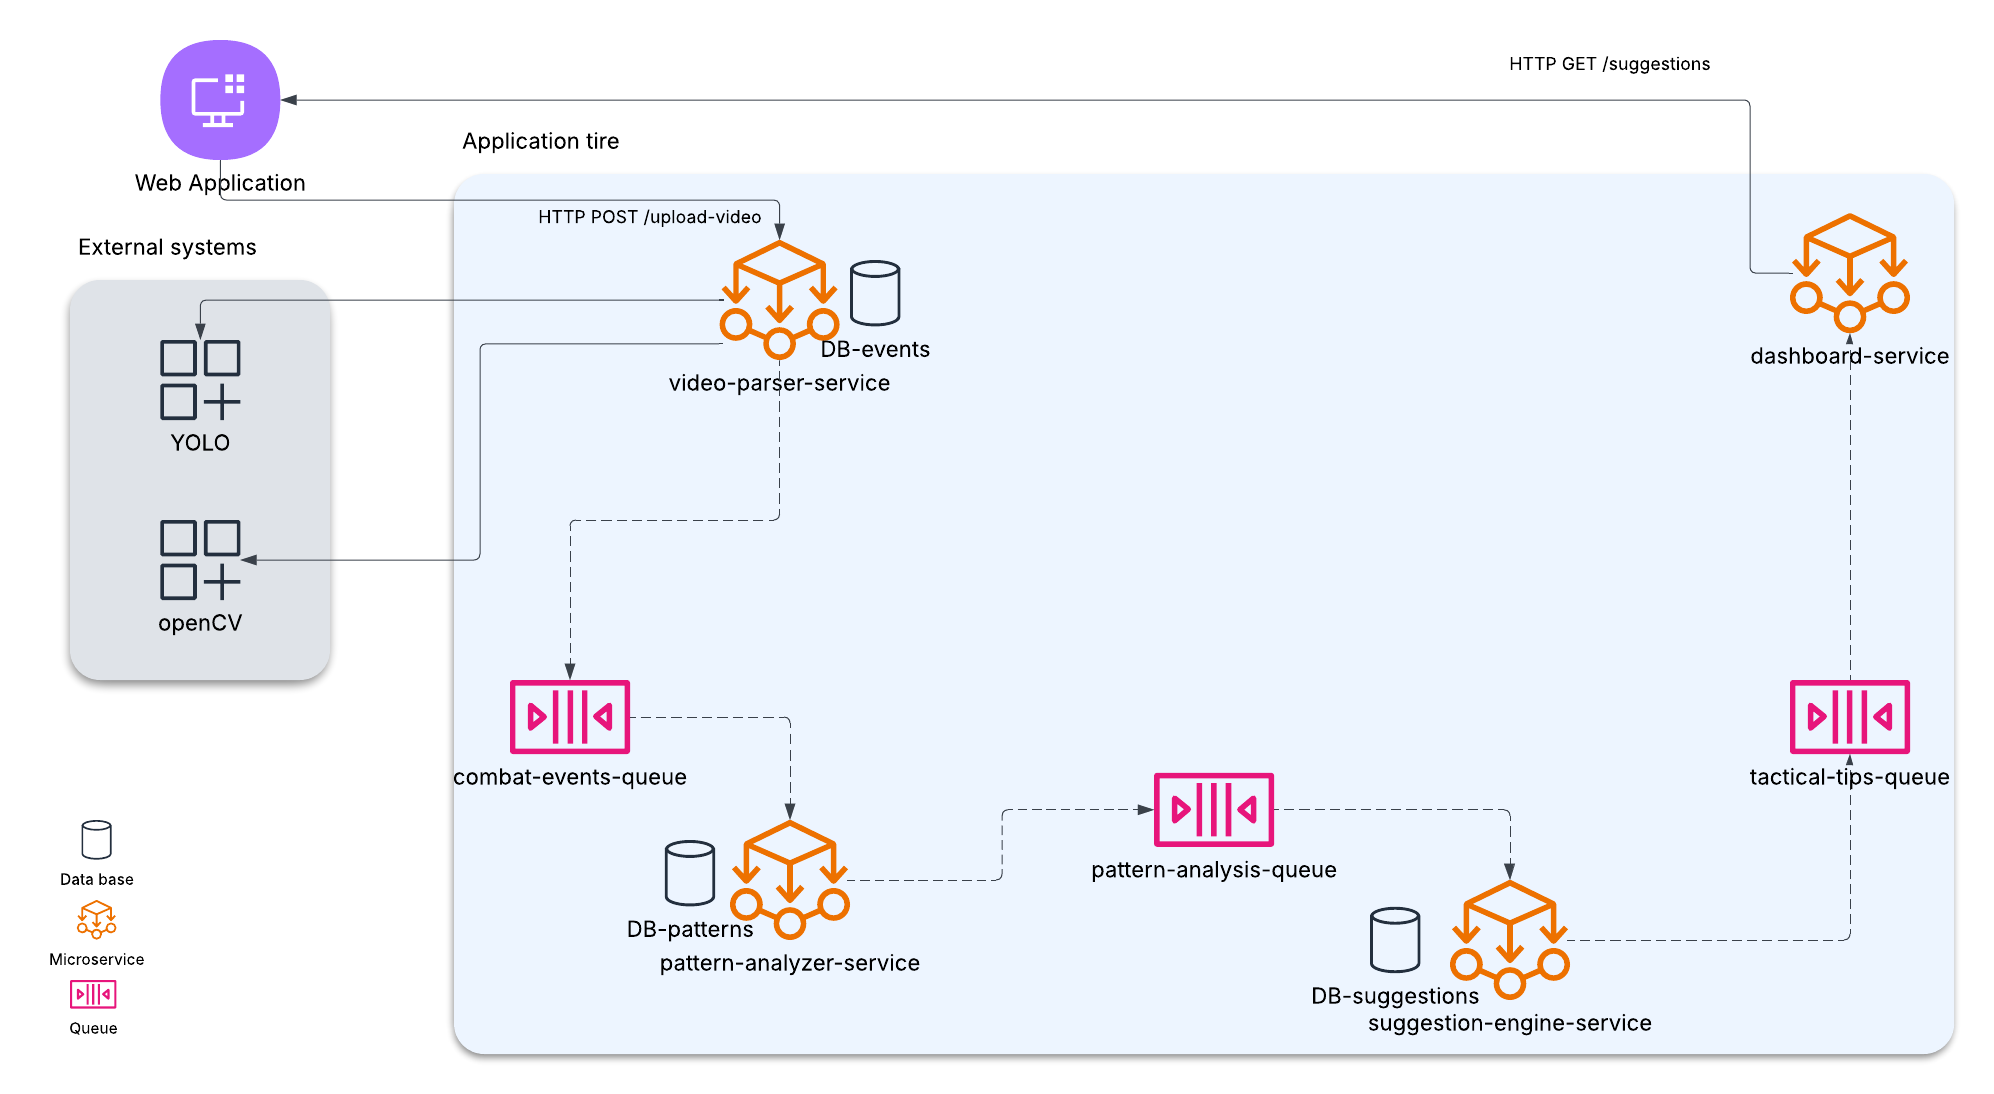 HTTP GET /suggestions
Application tire
Web Application
HTTP POST /upload-video
External systems
DB-events
dashboard-service
video-parser-service
YOLO
openCV
combat-events-queue
tactical-tips-queue
pattern-analysis-queue
Data base
DB-patterns
Microservice
pattern-analyzer-service
DB-suggestions
suggestion-engine-service
Queue